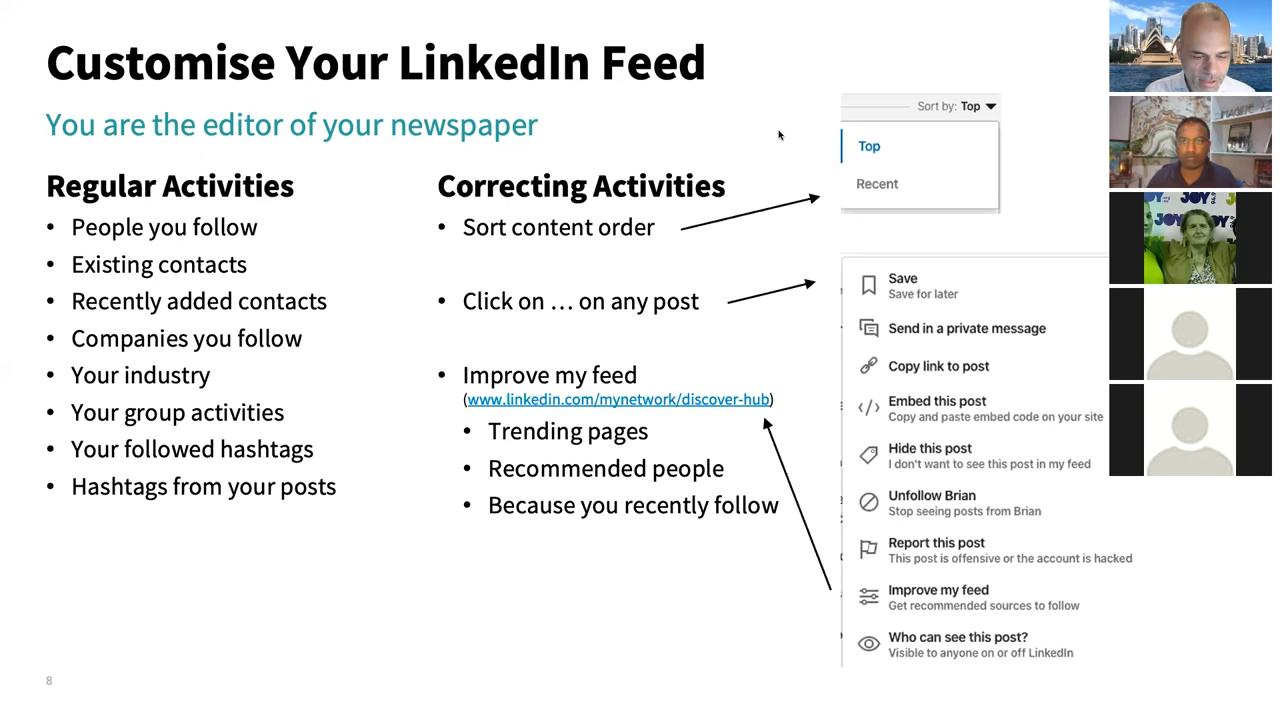 Customise Your LinkedIn Feed
You are the editor of your newspaper
Regular Activities
• People you follow
• Existing contacts
• Recently added contacts
• Companies you follow
• Your industry
• Your group activities
• Your followed hashtags
• Hashtags from your posts
Correcting Activities
• Sort content order
• Click on … on any post
• Improve my feed
(www.linkedin.com/mynetwork/discover-hub)
• Trending pages
• Recommended people
• Because you recently follow
Sort by: Top
Top
Recent
Save
Save for later
Send in a private message
Copy link to post
Embed this post
Copy and paste embed code on your site
Hide this post
I don't want to see this post in my feed
Unfollow Brian
Stop seeing posts from Brian
Report this post
This post is offensive or the account is hacked
Improve my feed
Get recommended sources to follow
Who can see this post?
Visible to anyone on or off LinkedIn
JOY
JOY
8